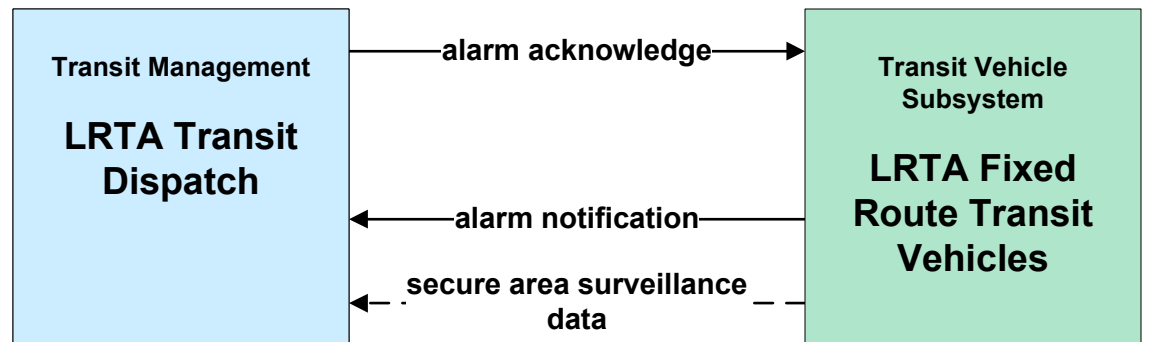 Transit Management
LRTA Transit
Dispatch
alarm acknowledge
alarm notification
secure area surveillance
data
Transit Vehicle
Subsystem
LRTA Fixed
Route Transit
Vehicles